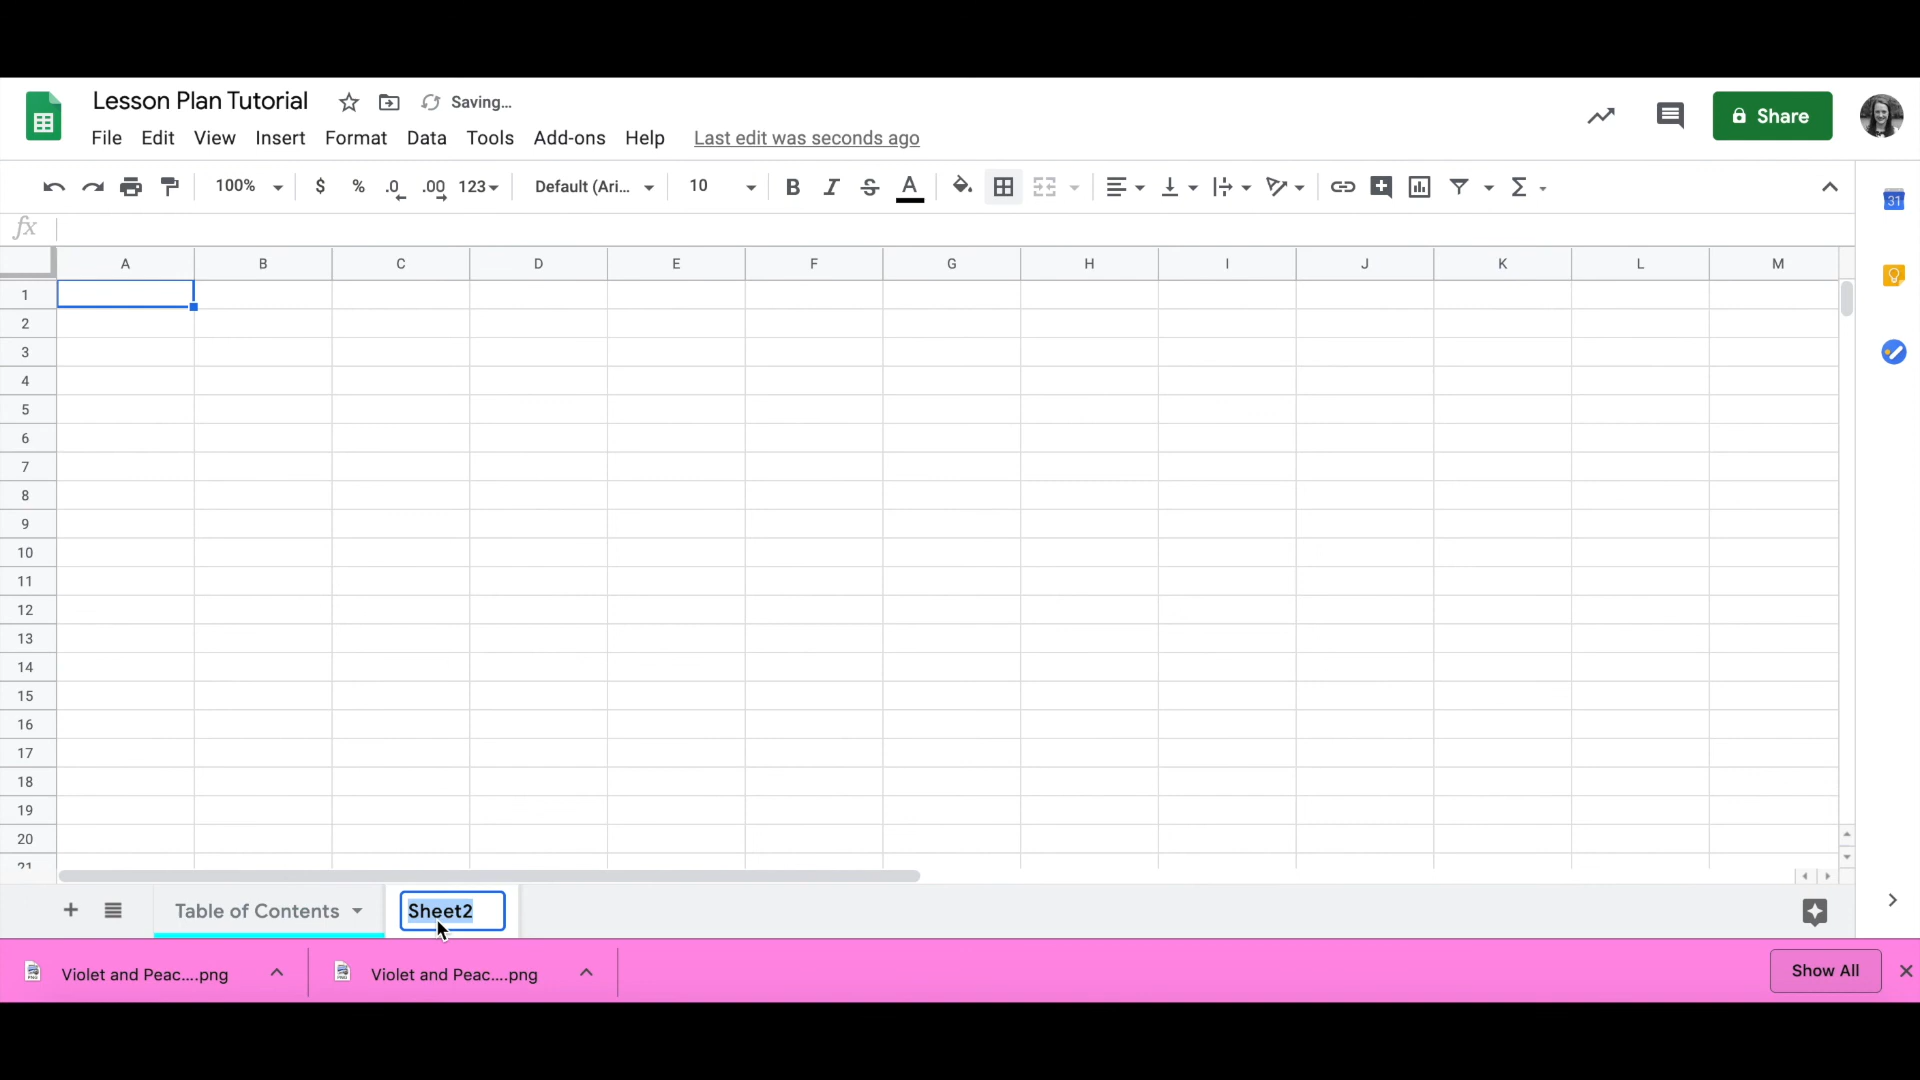 Lesson Plan Tutorial Saving...
File Edit View Insert Format Data Tools Add-ons Help Last edit was seconds ago
Share
100% $ % .0 .00 123 Default (Ari... 10 B I S A Σ
31
fx
A B C D E F G H I J K L M
1
2
3
4
5
6
7
8
9
10
11
12
13
14
15
16
17
18
19
20
21
Table of Contents Sheet2
Violet and Peac....png Violet and Peac....png Show All